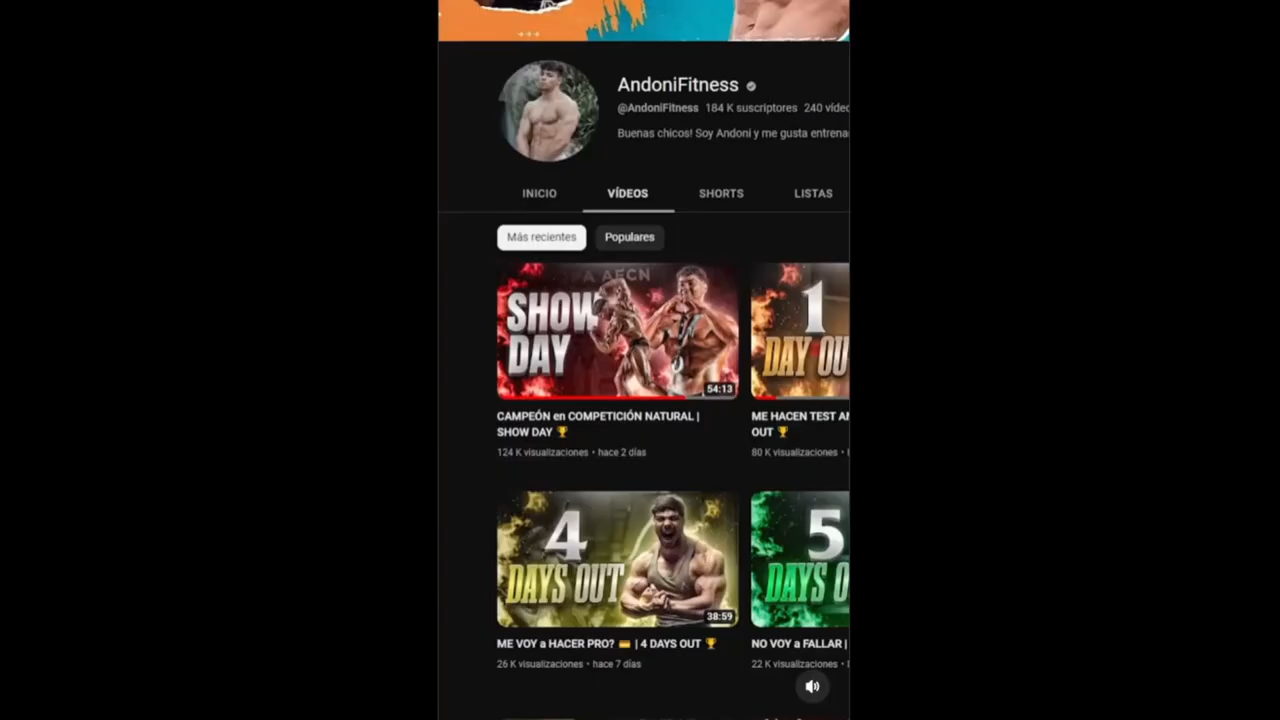 AndoniFitness
@AndoniFitness 184 K suscriptores 240 víde
Buenas chicos! Soy Andoni y me gusta entrena
INICIO VÍDEOS SHORTS LISTAS
Más recientes Populares
AECN
SHOW
DAY
54:13
1
DAY OU
CAMPEÓN en COMPETICIÓN NATURAL |
SHOW DAY 🏆
124 K visualizaciones • hace 2 días
ME HACEN TEST AN
OUT 🏆
80 K visualizaciones •
4
DAYS OUT
38:59
5
DAYS O
ME VOY a HACER PRO? 💳 | 4 DAYS OUT 🏆
26 K visualizaciones • hace 7 días
NO VOY a FALLAR |
22 K visualizaciones •